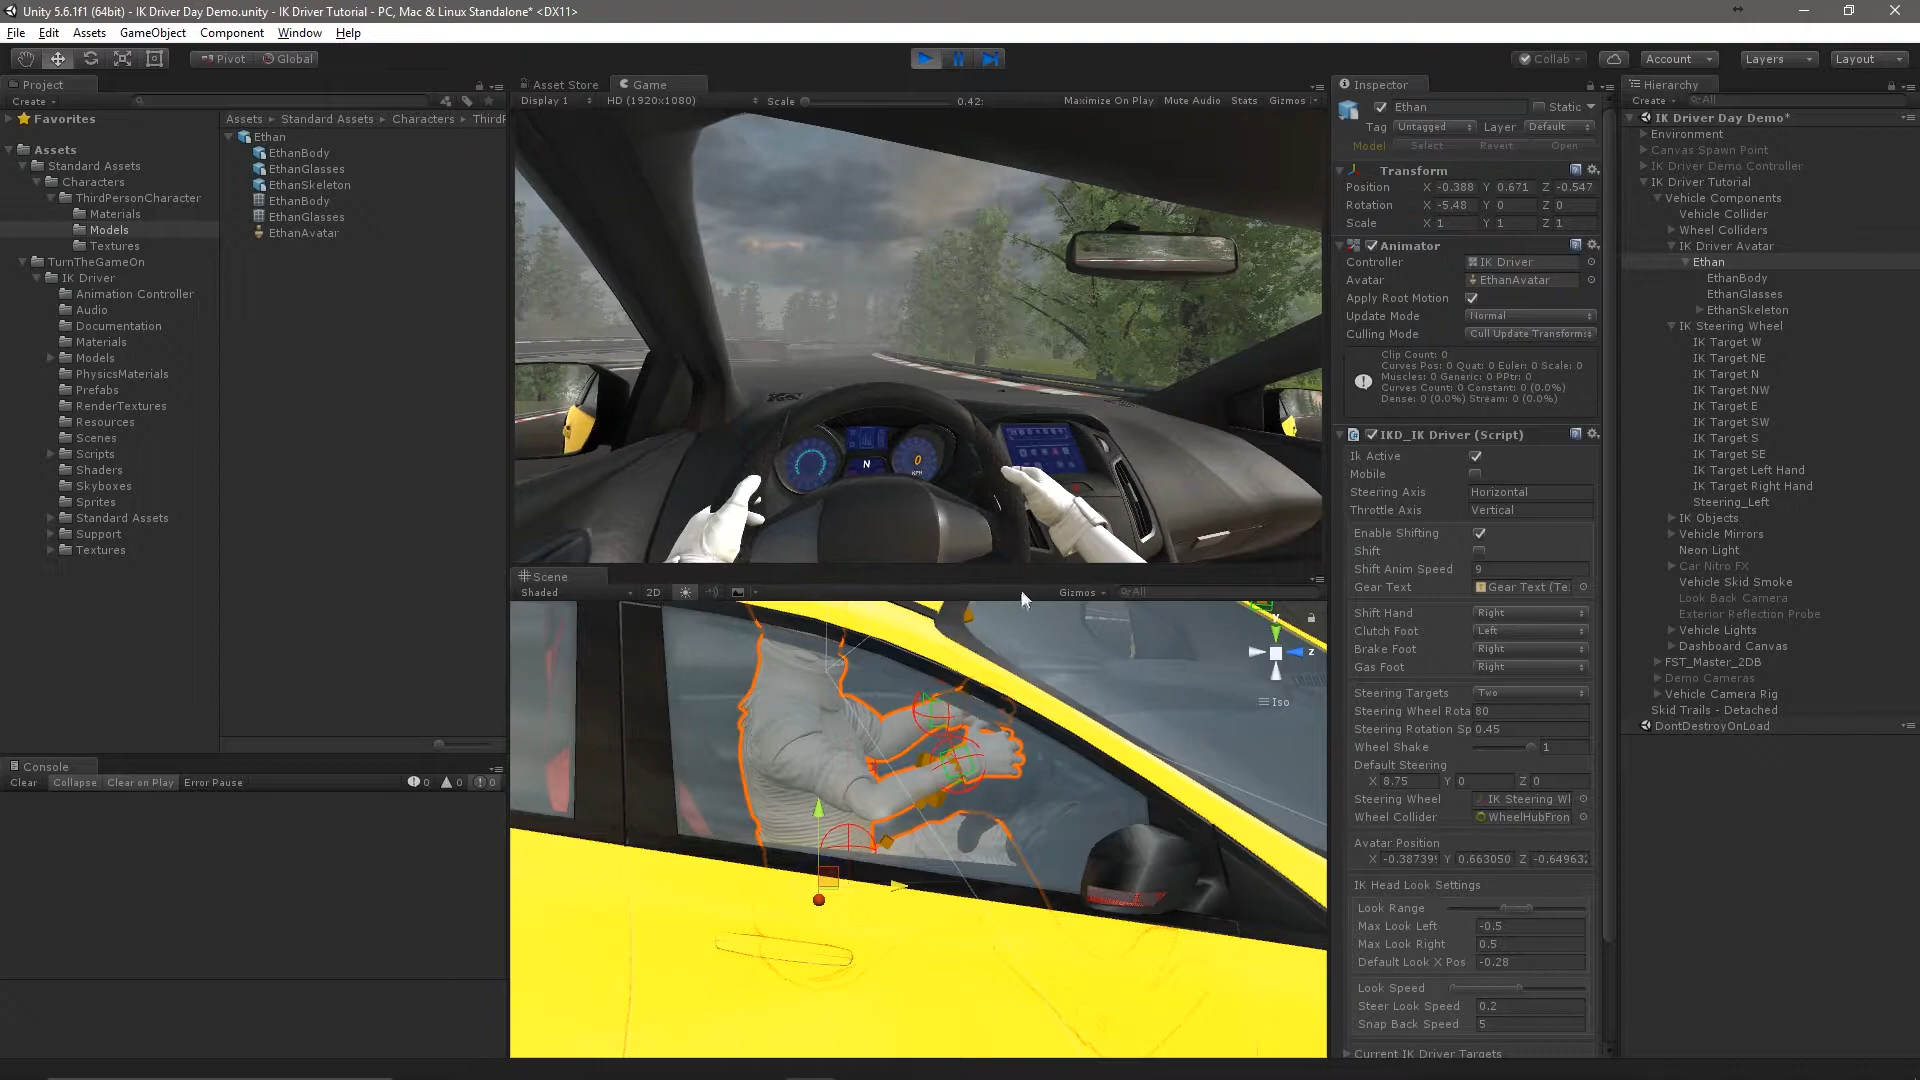 Unity 5.6.1f1 (64bit) - IK Driver Day Demo.unity - IK Driver Tutorial - PC, Mac & Linux Standalone* <DX11>
File Edit Assets GameObject Component Window Help
Pivot Global Collab Account Layers Layout
Project
Create
Favorites
Assets
Standard Assets
Characters
ThirdPersonCharacter
Materials
Models
Textures
TurnTheGameOn
IK Driver
Animation Controller
Audio
Documentation
Materials
Models
PhysicsMaterials
Prefabs
RenderTextures
Resources
Scenes
Scripts
Shaders
Skyboxes
Sprites
Standard Assets
Support
Textures
Assets Standard Assets Characters ThirdP
Ethan
EthanBody
EthanGlasses
EthanSkeleton
EthanBody
EthanGlasses
EthanAvatar
Console
Clear Collapse Clear on Play Error Pause 0 0 0
Asset Store Game
Display 1 HD (1920x1080) Scale 0.42: Maximize On Play Mute Audio Stats Gizmos
N
0
KPH
Scene
Shaded 2D Gizmos All
y
z
Iso
Inspector
Ethan Static
Tag Untagged Layer Default
Model Select Revert Open
Transform
Position X -0.388 Y 0.671 Z -0.547
Rotation X -5.48 Y 0 Z 0
Scale X 1 Y 1 Z 1
Animator
Controller IK Driver
Avatar EthanAvatar
Apply Root Motion
Update Mode Normal
Culling Mode Cull Update Transforms
Clip Count: 0
Curves Pos: 0 Quat: 0 Euler: 0 Scale: 0
Muscles: 0 Generic: 0 PPtr: 0
Curves Count: 0 Constant: 0 (0.0%)
Dense: 0 (0.0%) Stream: 0 (0.0%)
IKD_IK Driver (Script)
Ik Active
Mobile
Steering Axis Horizontal
Throttle Axis Vertical
Enable Shifting
Shift
Shift Anim Speed 9
Gear Text Gear Text (Te
Shift Hand Right
Clutch Foot Left
Brake Foot Right
Gas Foot Right
Steering Targets Two
Steering Wheel Rota 80
Steering Rotation Sp 0.45
Wheel Shake 1
Default Steering
X 8.75 Y 0 Z 0
Steering Wheel IK Steering Wl
Wheel Collider WheelHubFron
Avatar Position
X -0.38739 Y 0.663050 Z -0.64963
IK Head Look Settings
Look Range
Max Look Left -0.5
Max Look Right 0.5
Default Look X Pos -0.28
Look Speed
Steer Look Speed 0.2
Snap Back Speed 5
Current IK Driver Targets
Hierarchy
Create All
IK Driver Day Demo*
Environment
Canvas Spawn Point
IK Driver Demo Controller
IK Driver Tutorial
Vehicle Components
Vehicle Collider
Wheel Colliders
IK Driver Avatar
Ethan
EthanBody
EthanGlasses
EthanSkeleton
IK Steering Wheel
IK Target W
IK Target NE
IK Target N
IK Target NW
IK Target E
IK Target SW
IK Target S
IK Target SE
IK Target Left Hand
IK Target Right Hand
Steering_Left
IK Objects
Vehicle Mirrors
Neon Light
Car Nitro FX
Vehicle Skid Smoke
Look Back Camera
Exterior Reflection Probe
Vehicle Lights
Dashboard Canvas
FST_Master_2DB
Demo Cameras
Vehicle Camera Rig
Skid Trails - Detached
DontDestroyOnLoad